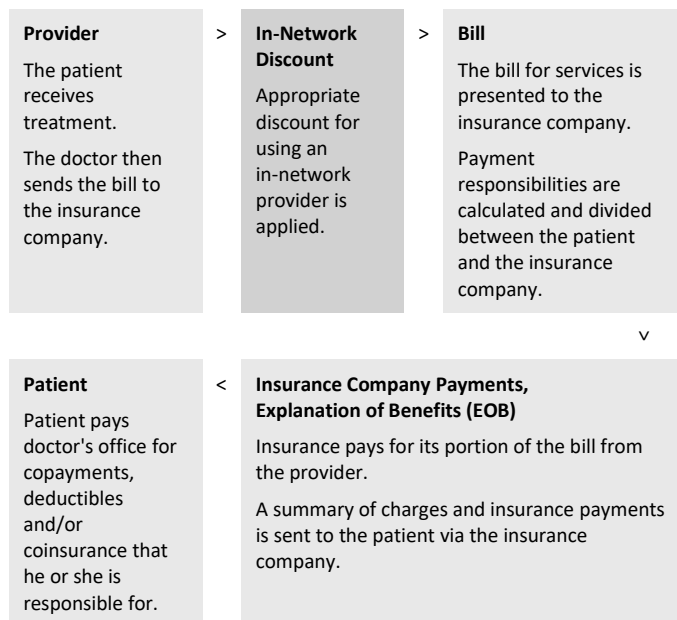 Provider
The patient
receives
treatment.
The doctor then
sends the bill to
the insurance
company.
>
In-Network
Discount
Appropriate
discount for
using an
in-network
provider is
applied.
>
Bill
The bill for services is
presented to the
insurance company.
Payment
responsibilities are
calculated and divided
between the patient
and the insurance
company.
>
Patient
Patient pays
doctor's office for
copayments,
deductibles
and/or
coinsurance that
he or she is
responsible for.
<
Insurance Company Payments,
Explanation of Benefits (EOB)
Insurance pays for its portion of the bill from
the provider.
A summary of charges and insurance payments
is sent to the patient via the insurance
company.